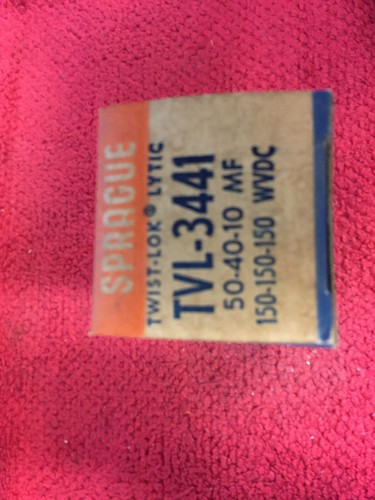 SPRAGUE
TWIST-LOK® LYTIC
TVL-3441
50-40-10 MF
150-150-150 WVDC